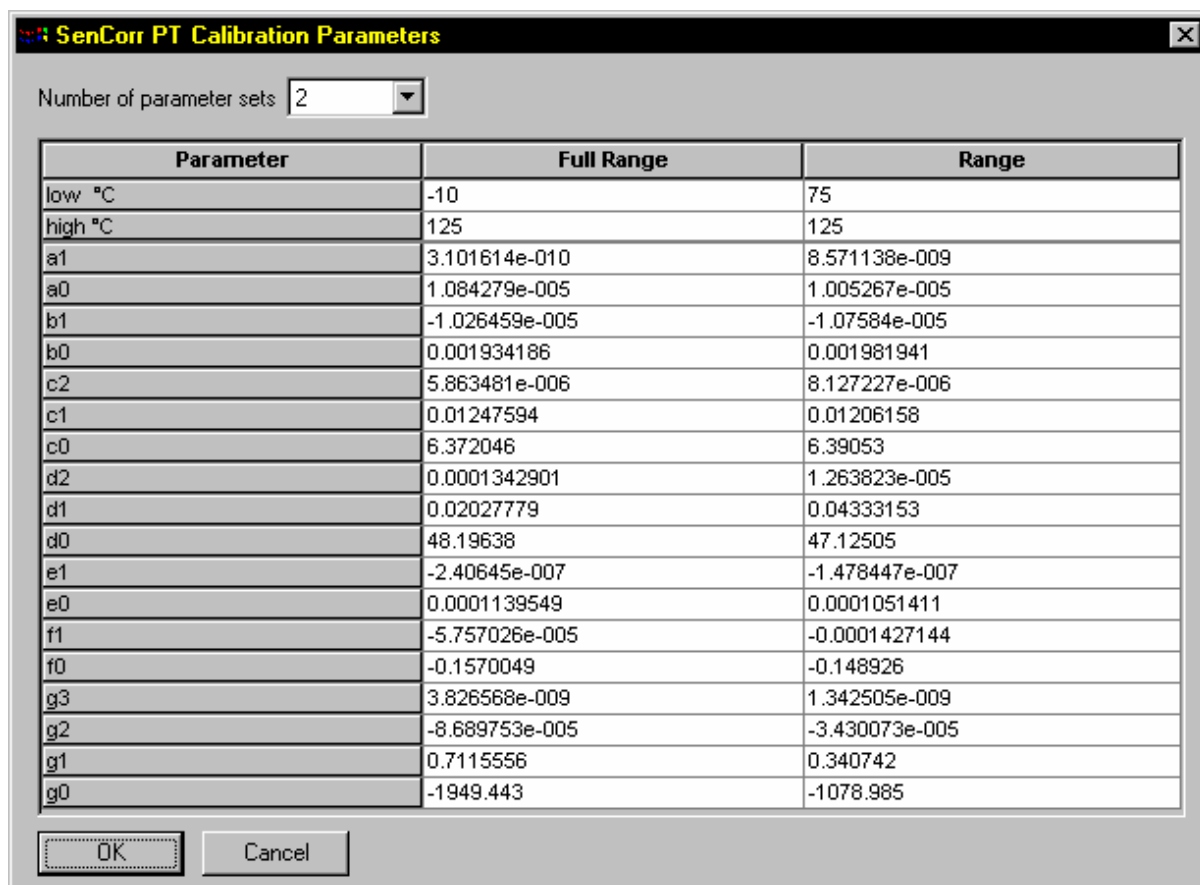 SenCorr PT Calibration Parameters
Number of parameter sets 2
Parameter Full Range Range
low °C -10 75
high °C 125 125
a1 3.101614e-010 8.571138e-009
a0 1.084279e-005 1.005267e-005
b1 -1.026459e-005 -1.07584e-005
b0 0.001934186 0.001981941
c2 5.863481e-006 8.127227e-006
c1 0.01247594 0.01206158
c0 6.372046 6.39053
d2 0.0001342901 1.263823e-005
d1 0.02027779 0.04333153
d0 48.19638 47.12505
e1 -2.40645e-007 -1.478447e-007
e0 0.0001139549 0.0001051411
f1 -5.757026e-005 -0.0001427144
f0 -0.1570049 -0.148926
g3 3.826568e-009 1.342505e-009
g2 -8.689753e-005 -3.430073e-005
g1 0.7115556 0.340742
g0 -1949.443 -1078.985
OK Cancel